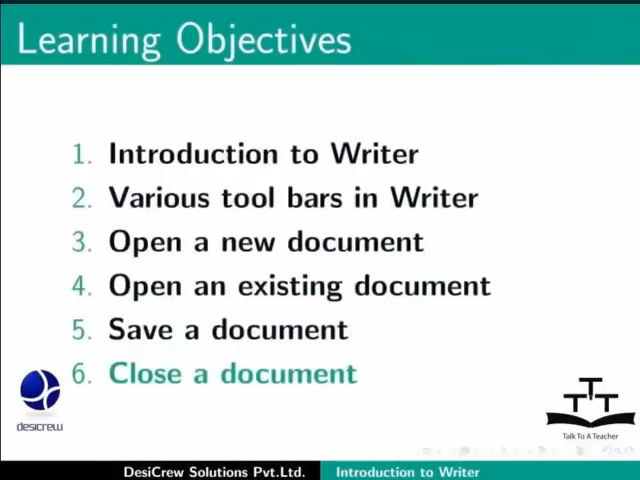 Learning Objectives
1. Introduction to Writer
2. Various tool bars in Writer
3. Open a new document
4. Open an existing document
5. Save a document
6. Close a document
desicrew
TTT
Talk To A Teacher
DesiCrew Solutions Pvt.Ltd. Introduction to Writer